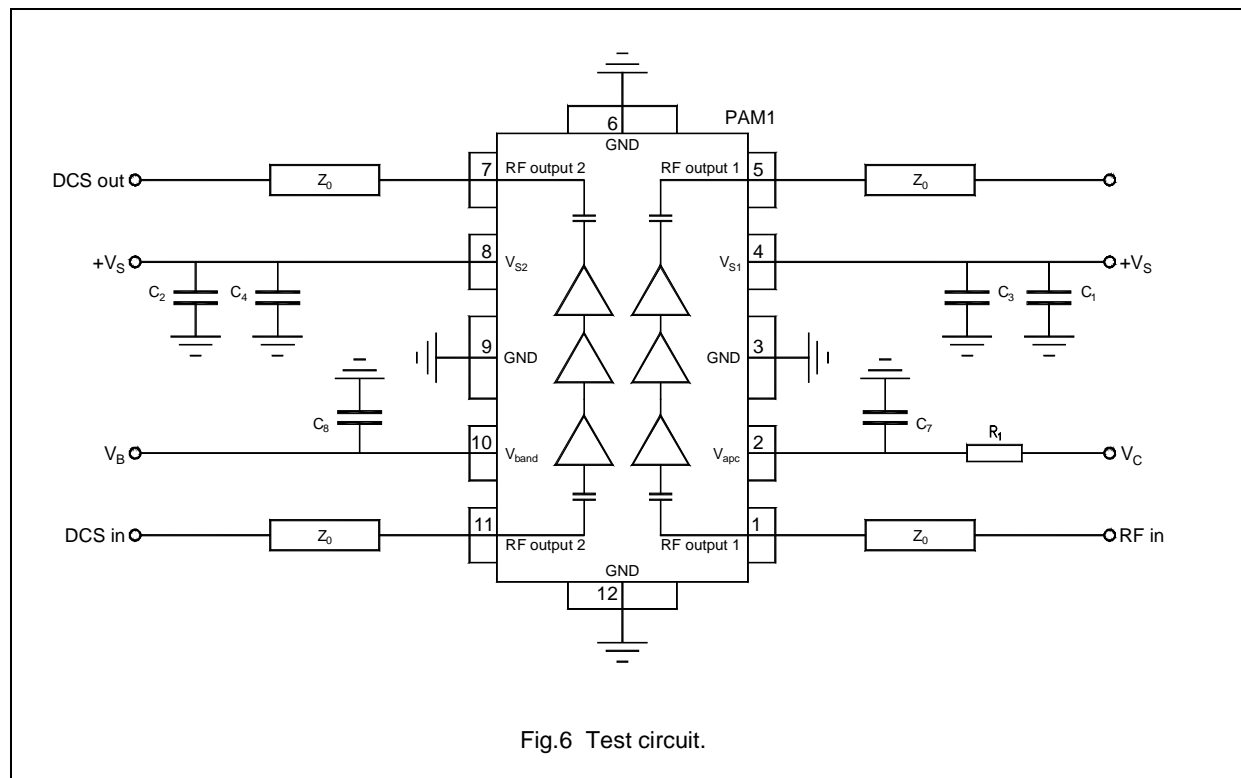 PAM1
6
GND
7 RF output 2
RF output 1 5
DCS out
Z0
Z0
8 VS2
VS1 4
+VS
+VS
C2
C4
C3
C1
9 GND
GND 3
C8
C7
R1
10 Vband
Vapc 2
VB
VC
11 RF output 2
RF output 1 1
DCS in
Z0
Z0
RF in
GND
12
Fig.6 Test circuit.